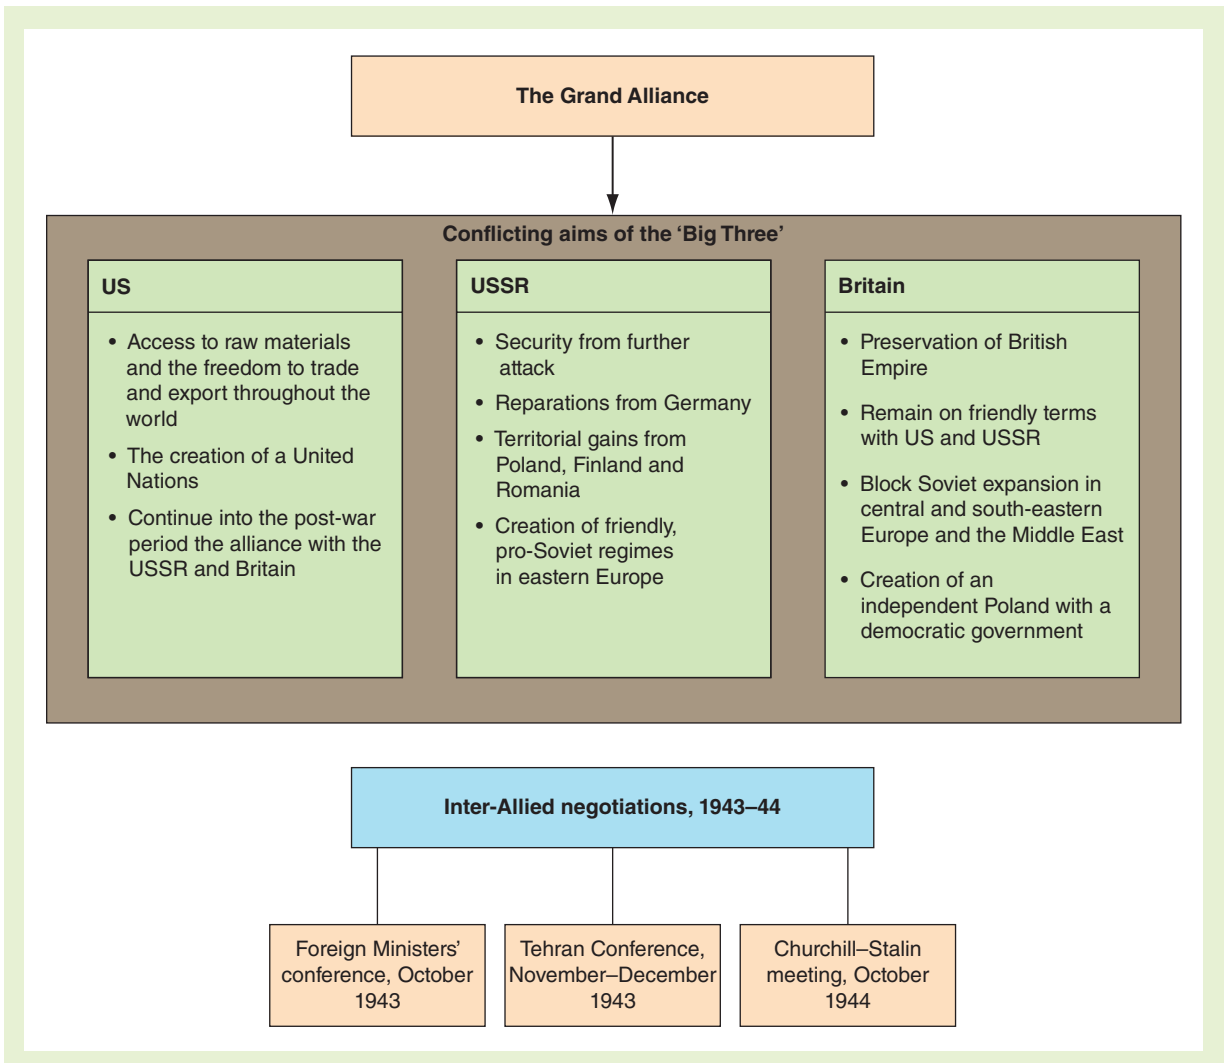 The Grand Alliance
Conflicting aims of the ‘Big Three’
US
• Access to raw materials
and the freedom to trade
and export throughout the
world
• The creation of a United
Nations
• Continue into the post-war
period the alliance with the
USSR and Britain
USSR
• Security from further
attack
• Reparations from Germany
• Territorial gains from
Poland, Finland and
Romania
• Creation of friendly,
pro-Soviet regimes
in eastern Europe
Britain
• Preservation of British
Empire
• Remain on friendly terms
with US and USSR
• Block Soviet expansion in
central and south-eastern
Europe and the Middle East
• Creation of an
independent Poland with a
democratic government
Inter-Allied negotiations, 1943–44
Foreign Ministers’
conference, October
1943
Tehran Conference,
November–December
1943
Churchill–Stalin
meeting, October
1944